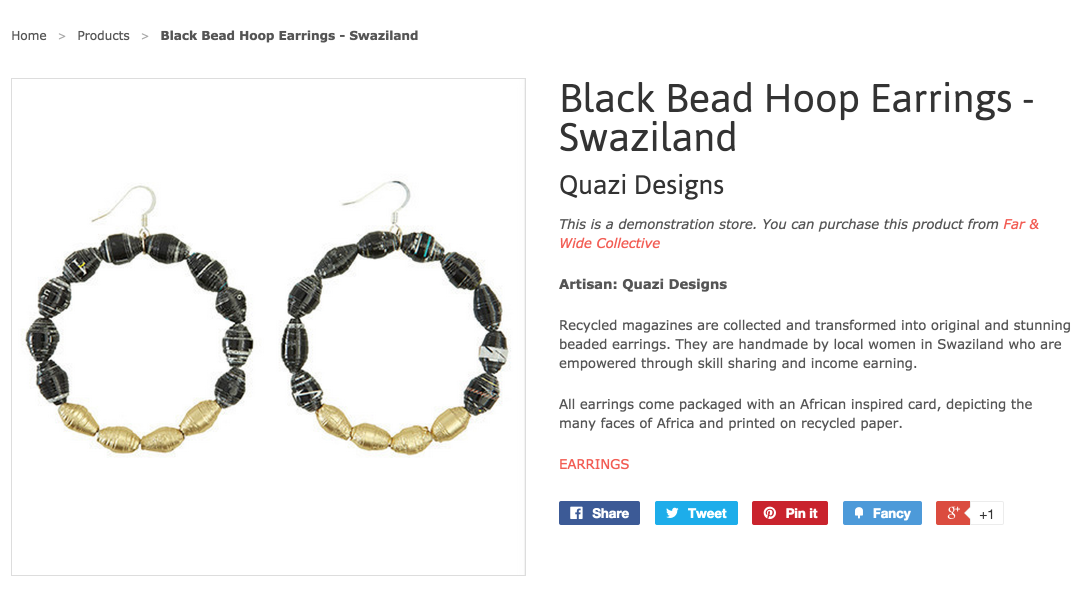 Home > Products > Black Bead Hoop Earrings - Swaziland
Black Bead Hoop Earrings -
Swaziland
Quazi Designs
This is a demonstration store. You can purchase this product from Far &
Wide Collective
Artisan: Quazi Designs
Recycled magazines are collected and transformed into original and stunning
beaded earrings. They are handmade by local women in Swaziland who are
empowered through skill sharing and income earning.
All earrings come packaged with an African inspired card, depicting the
many faces of Africa and printed on recycled paper.
EARRINGS
Share Tweet Pin it Fancy g+ +1